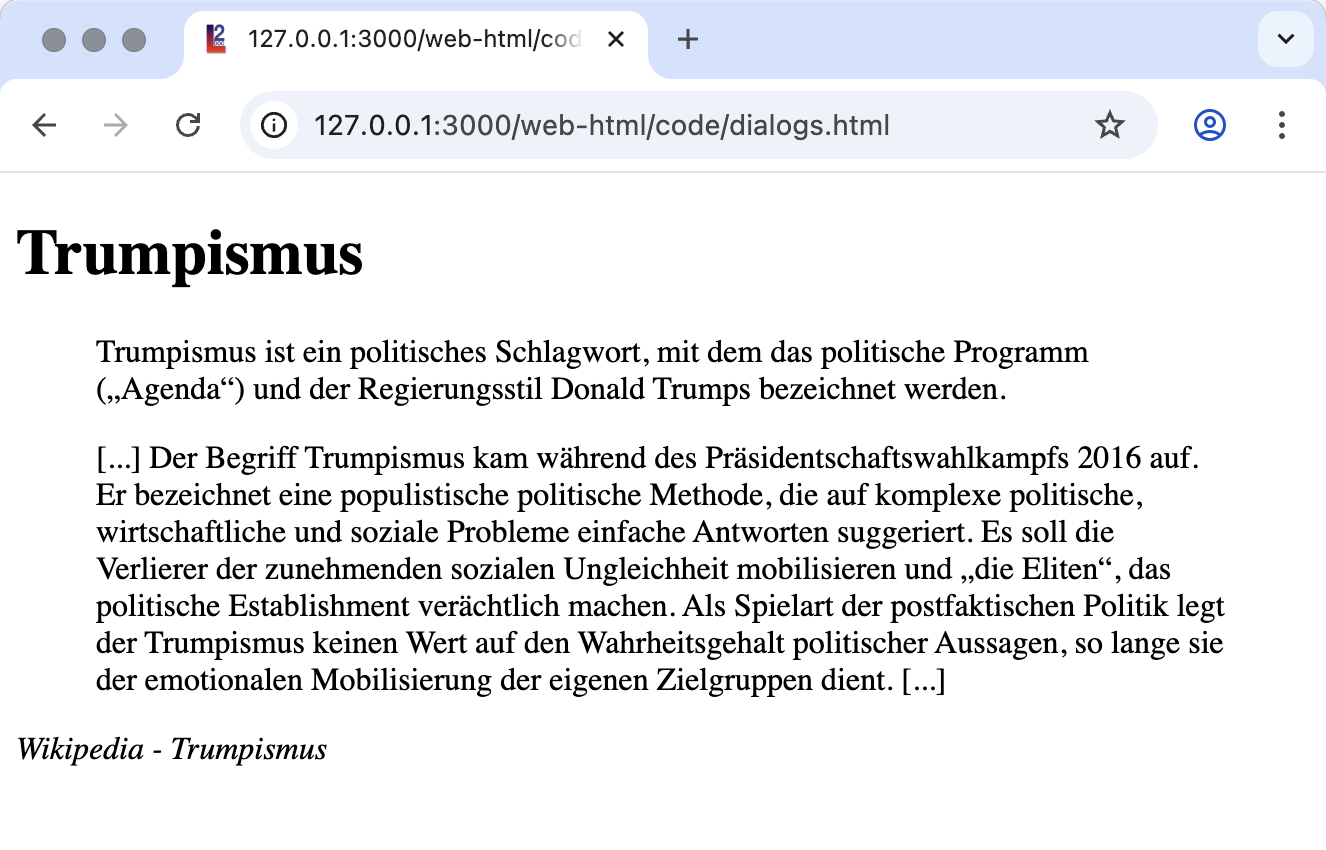 127.0.0.1:3000/web-html/cod
127.0.0.1:3000/web-html/code/dialogs.html
Trumpismus
Trumpismus ist ein politisches Schlagwort, mit dem das politische Programm
(„Agenda“) und der Regierungsstil Donald Trumps bezeichnet werden.
[...] Der Begriff Trumpismus kam während des Präsidentschaftswahlkampfs 2016 auf.
Er bezeichnet eine populistische politische Methode, die auf komplexe politische,
wirtschaftliche und soziale Probleme einfache Antworten suggeriert. Es soll die
Verlierer der zunehmenden sozialen Ungleichheit mobilisieren und „die Eliten“, das
politische Establishment verächtlich machen. Als Spielart der postfaktischen Politik legt
der Trumpismus keinen Wert auf den Wahrheitsgehalt politischer Aussagen, so lange sie
der emotionalen Mobilisierung der eigenen Zielgruppen dient. [...]
Wikipedia - Trumpismus